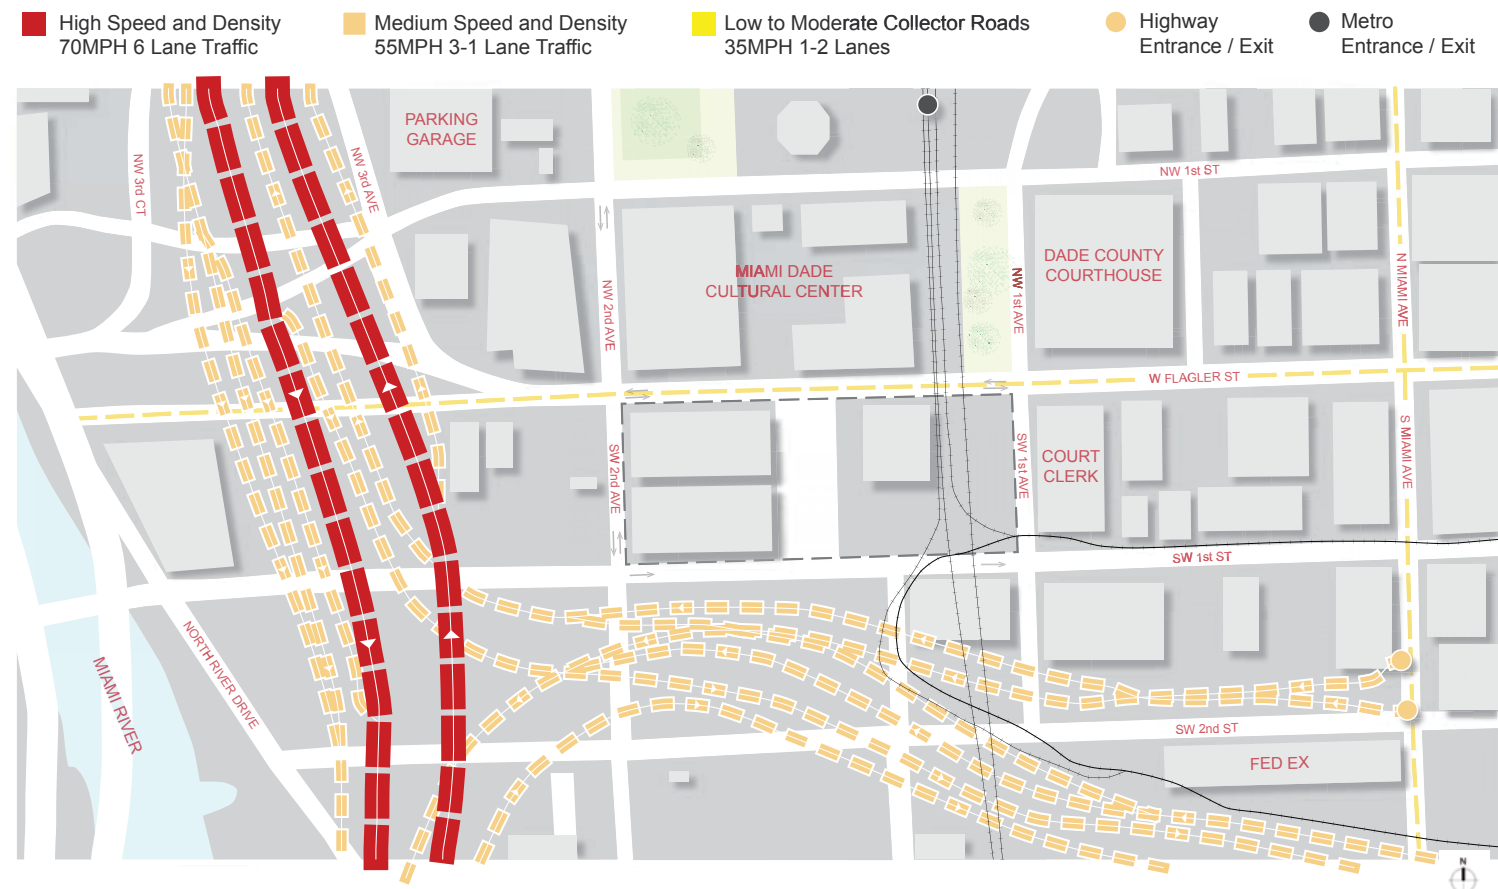 High Speed and Density
70MPH 6 Lane Traffic
Medium Speed and Density
55MPH 3-1 Lane Traffic
Low to Moderate Collector Roads
35MPH 1-2 Lanes
Highway
Entrance / Exit
Metro
Entrance / Exit
PARKING
GARAGE
NW 3rd CT
NW 3rd AVE
NW 1st ST
MIAMI DADE
CULTURAL CENTER
DADE COUNTY
COURTHOUSE
NW 2nd AVE
NW 1st AVE
N MIAMI AVE
W FLAGLER ST
SW 2nd AVE
SW 1st AVE
COURT
CLERK
S MIAMI AVE
SW 1st ST
MIAMI RIVER
NORTH RIVER DRIVE
SW 2nd ST
FED EX
N